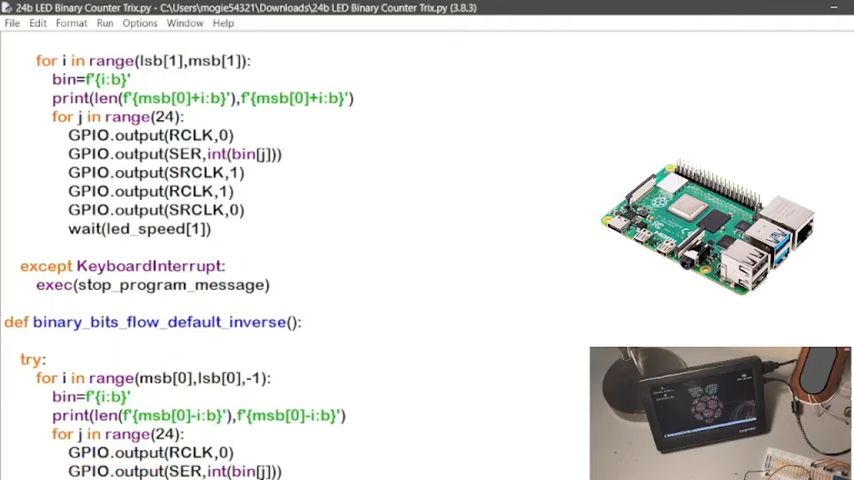 24b LED Binary Counter Trix.py - C:\Users\mogie54321\Downloads\24b LED Binary Counter Trix.py (3.8.3)
File Edit Format Run Options Window Help
for i in range(lsb[1],msb[1]):
bin=f'{i:b}'
print(len(f'{msb[0]+i:b}'),f'{msb[0]+i:b}')
for j in range(24):
GPIO.output(RCLK,0)
GPIO.output(SER,int(bin[j]))
GPIO.output(SRCLK,1)
GPIO.output(RCLK,1)
GPIO.output(SRCLK,0)
wait(led_speed[1])
except KeyboardInterrupt:
exec(stop_program_message)
def binary_bits_flow_default_inverse():
try:
for i in range(msb[0],lsb[0],-1):
bin=f'{i:b}'
print(len(f'{msb[0]-i:b}'),f'{msb[0]-i:b}')
for j in range(24):
GPIO.output(RCLK,0)
GPIO.output(SER,int(bin[j]))